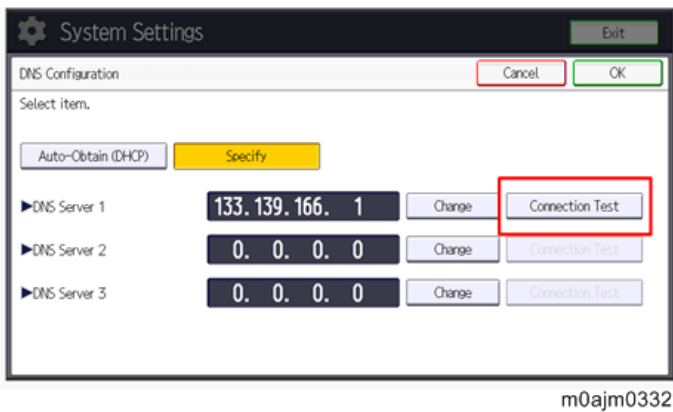 System Settings
Exit
DNS Configuration
Cancel
OK
Select item.
Auto-Obtain (DHCP)
Specify
►DNS Server 1
133. 139. 166. 1
Change
Connection Test
►DNS Server 2
0. 0. 0. 0
Change
Connection Test
►DNS Server 3
0. 0. 0. 0
Change
Connection Test
m0ajm0332